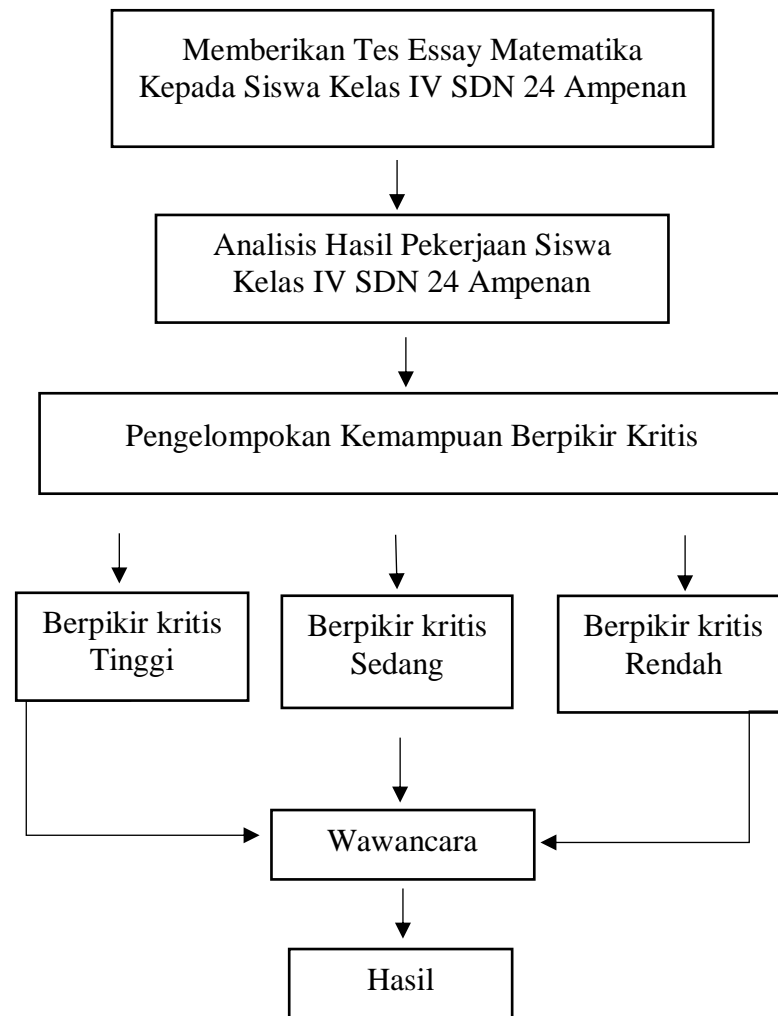 Memberikan Tes Essay Matematika
Kepada Siswa Kelas IV SDN 24 Ampenan
Analisis Hasil Pekerjaan Siswa
Kelas IV SDN 24 Ampenan
Pengelompokan Kemampuan Berpikir Kritis
Berpikir kritis
Tinggi
Berpikir kritis
Sedang
Berpikir kritis
Rendah
Wawancara
Hasil